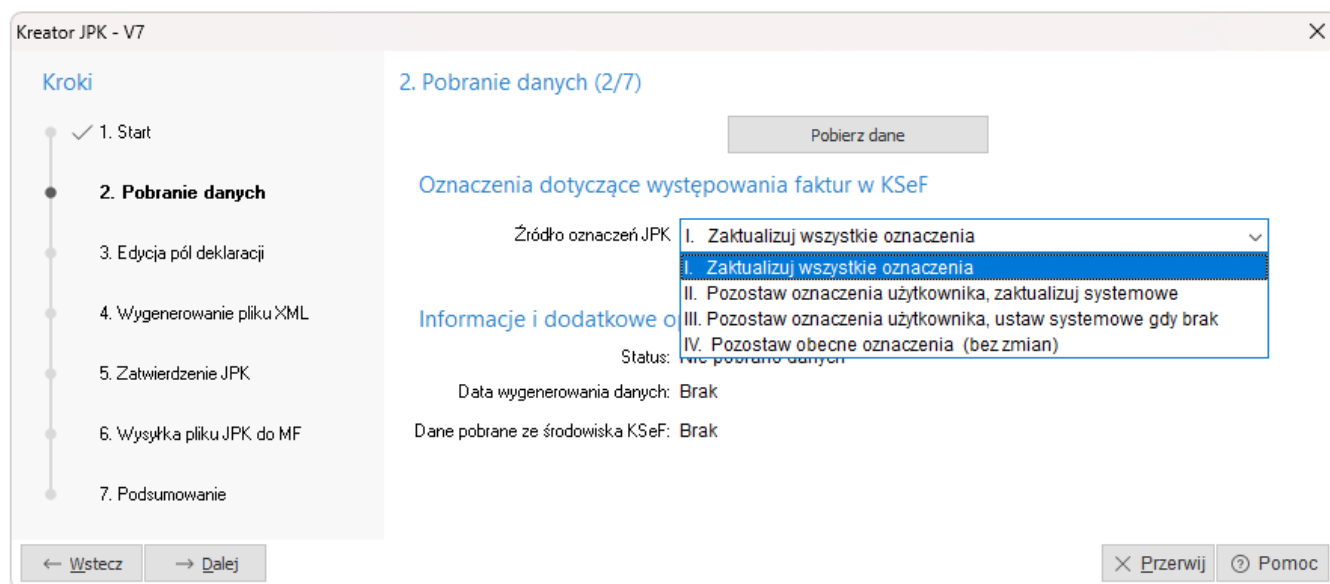 Kreator JPK - V7
Kroki
1. Start
2. Pobranie danych
3. Edycja pól deklaracji
4. Wygenerowanie pliku XML
5. Zatwierdzenie JPK
6. Wysyłka pliku JPK do MF
7. Podsumowanie
2. Pobranie danych (2/7)
Pobierz dane
Oznaczenia dotyczące występowania faktur w KSeF
Źródło oznaczeń JPK I. Zaktualizuj wszystkie oznaczenia
I. Zaktualizuj wszystkie oznaczenia
II. Pozostaw oznaczenia użytkownika, zaktualizuj systemowe
III. Pozostaw oznaczenia użytkownika, ustaw systemowe gdy brak
IV. Pozostaw obecne oznaczenia (bez zmian)
Informacje i dodatkowe
Status: Nie pobrano danych
Data wygenerowania danych: Brak
Dane pobrane ze środowiska KSeF: Brak
← Wstecz → Dalej Przerwij Pomoc